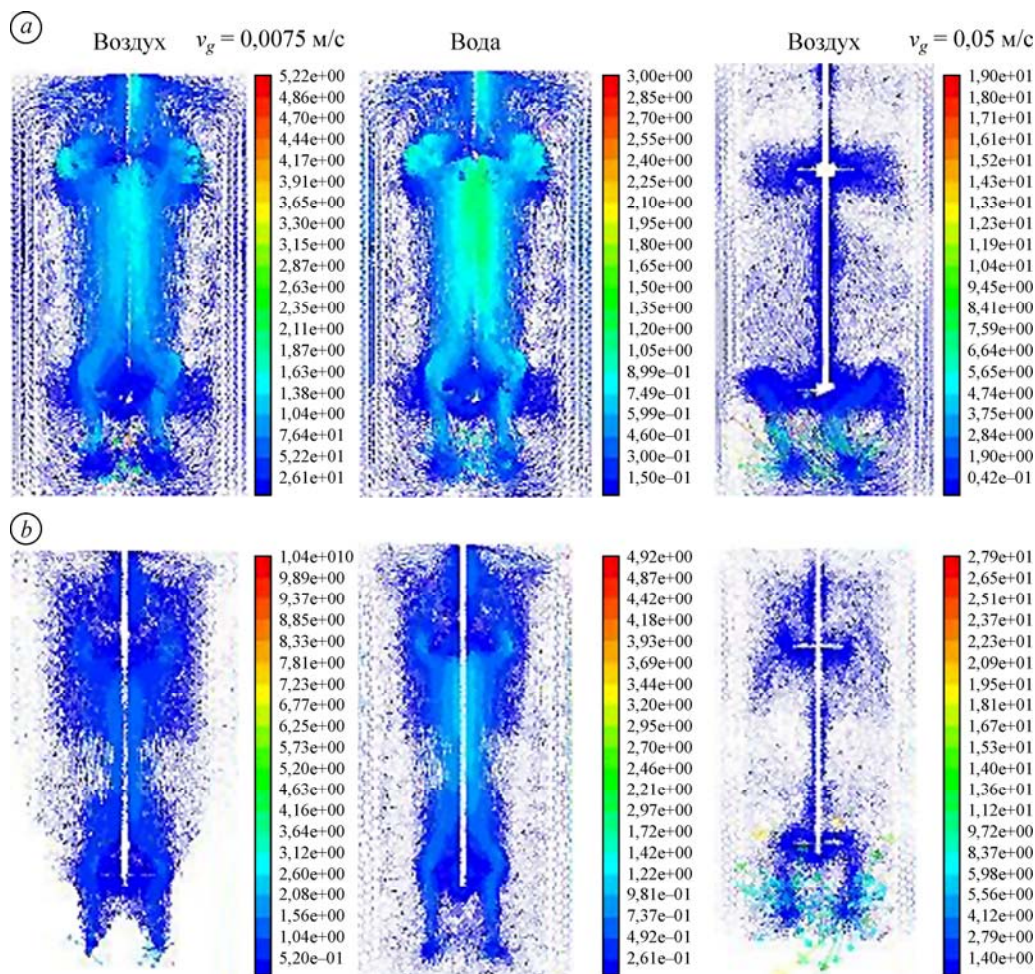 a
Воздух v_g = 0,0075 м/с
Вода
Воздух v_g = 0,05 м/с
5,22e+00
4,86e+00
4,70e+00
4,44e+00
4,17e+00
3,91e+00
3,65e+00
3,30e+00
3,15e+00
2,87e+00
2,63e+00
2,35e+00
2,11e+00
1,87e+00
1,63e+00
1,38e+00
1,04e+00
7,64e+01
5,22e+01
2,61e+01
3,00e+00
2,85e+00
2,70e+00
2,55e+00
2,40e+00
2,25e+00
2,10e+00
1,95e+00
1,80e+00
1,65e+00
1,50e+00
1,35e+00
1,20e+00
1,05e+00
8,99e–01
7,49e–01
5,99e–01
4,60e–01
3,00e–01
1,50e–01
1,90e+01
1,80e+01
1,71e+01
1,61e+01
1,52e+01
1,43e+01
1,33e+01
1,23e+01
1,19e+01
1,04e+01
9,45e+00
8,41e+00
7,59e+00
6,64e+00
5,65e+00
4,74e+00
3,75e+00
2,84e+00
1,90e+00
0,42e–01
b
1,04e+010
9,89e+00
9,37e+00
8,85e+00
8,33e+00
7,81e+00
7,23e+00
6,77e+00
6,25e+00
5,73e+00
5,20e+00
4,63e+00
4,16e+00
3,64e+00
3,12e+00
2,60e+00
2,08e+00
1,56e+00
1,04e+00
5,20e–01
4,92e+00
4,87e+00
4,42e+00
4,18e+00
3,93e+00
3,69e+00
3,44e+00
3,20e+00
2,95e+00
2,70e+00
2,46e+00
2,21e+00
2,97e+00
1,72e+00
1,42e+00
1,22e+00
9,81e–01
7,37e–01
4,92e–01
2,61e–01
2,79e+01
2,65e+01
2,51e+01
2,37e+01
2,23e+01
2,09e+01
1,95e+01
1,81e+01
1,67e+01
1,53e+01
1,40e+01
1,36e+01
1,12e+01
9,72e+00
8,37e+00
5,98e+00
5,56e+00
4,12e+00
2,79e+00
1,40e+00